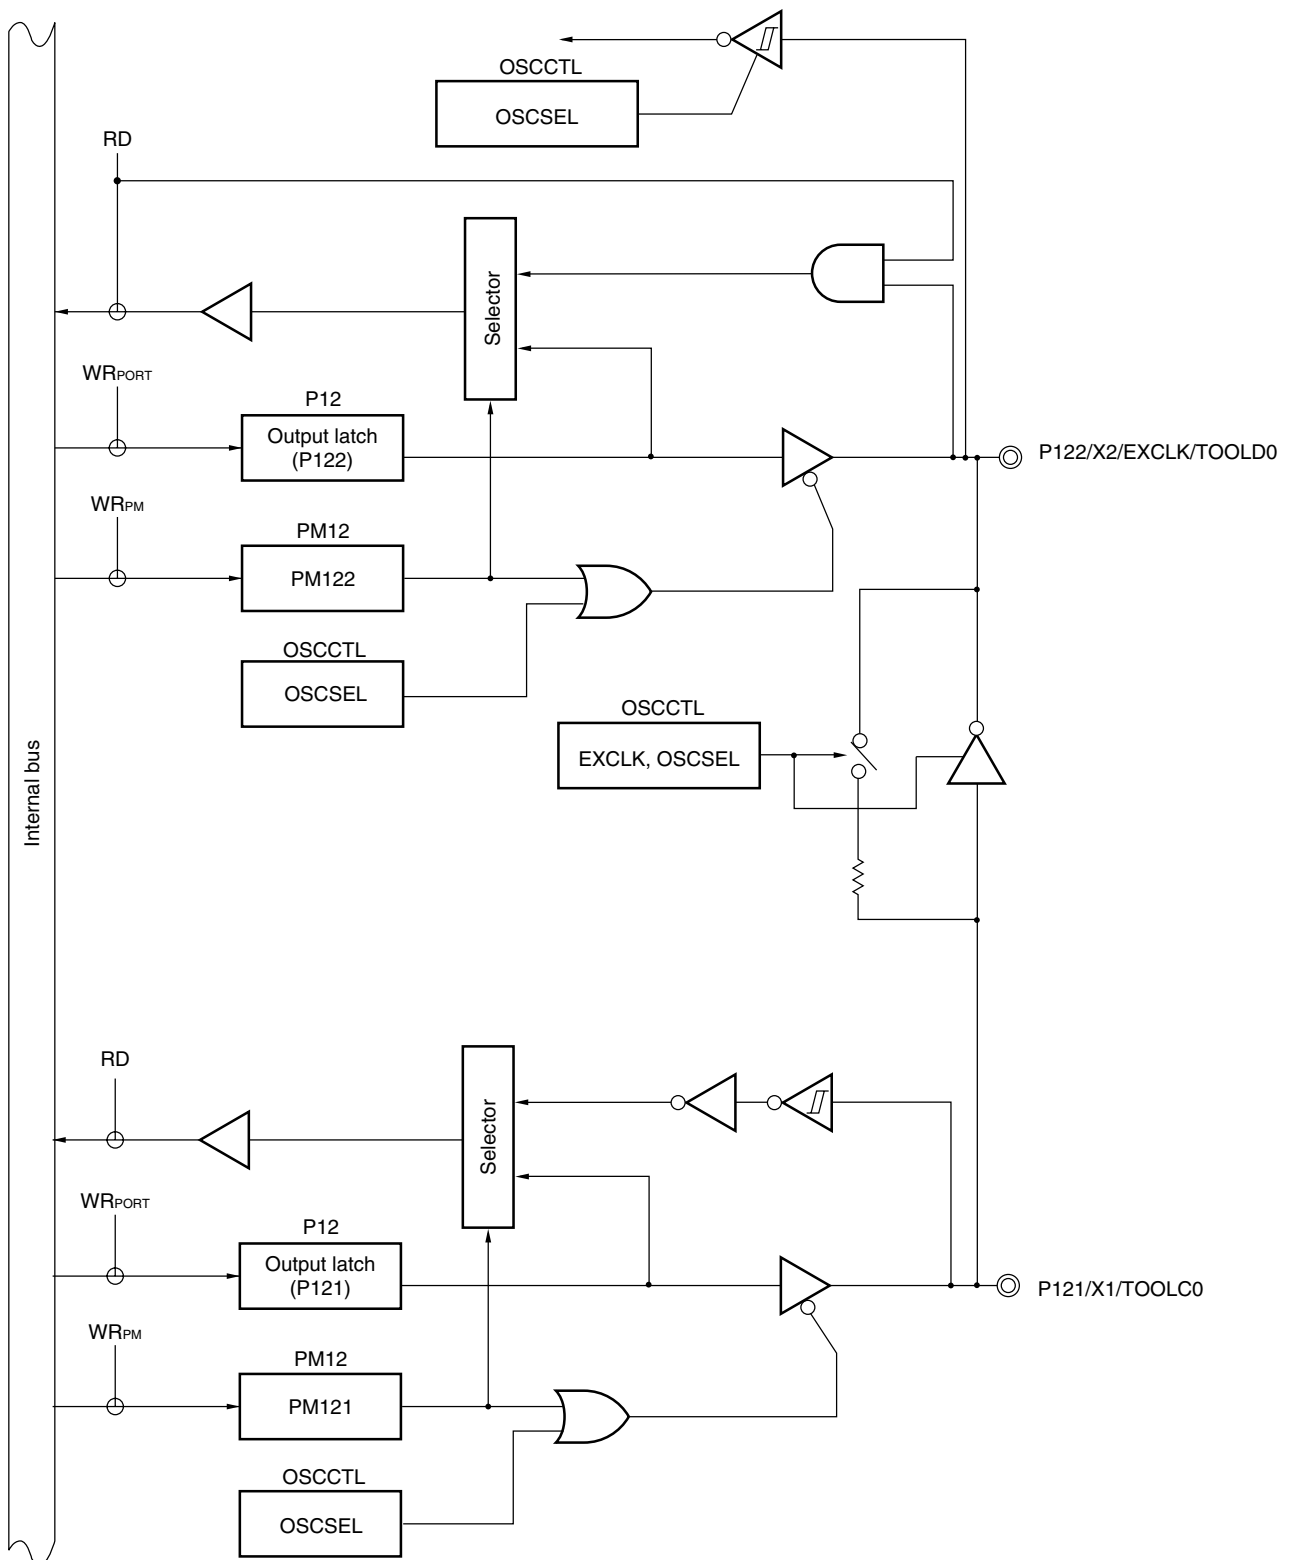 OSCCTL
OSCSEL
RD
Selector
WRPORT
P12
Output latch
(P122)
P122/X2/EXCLK/TOOLD0
WRPM
PM12
PM122
OSCCTL
OSCSEL
OSCCTL
EXCLK, OSCSEL
Internal bus
RD
Selector
WRPORT
P12
Output latch
(P121)
P121/X1/TOOLC0
WRPM
PM12
PM121
OSCCTL
OSCSEL